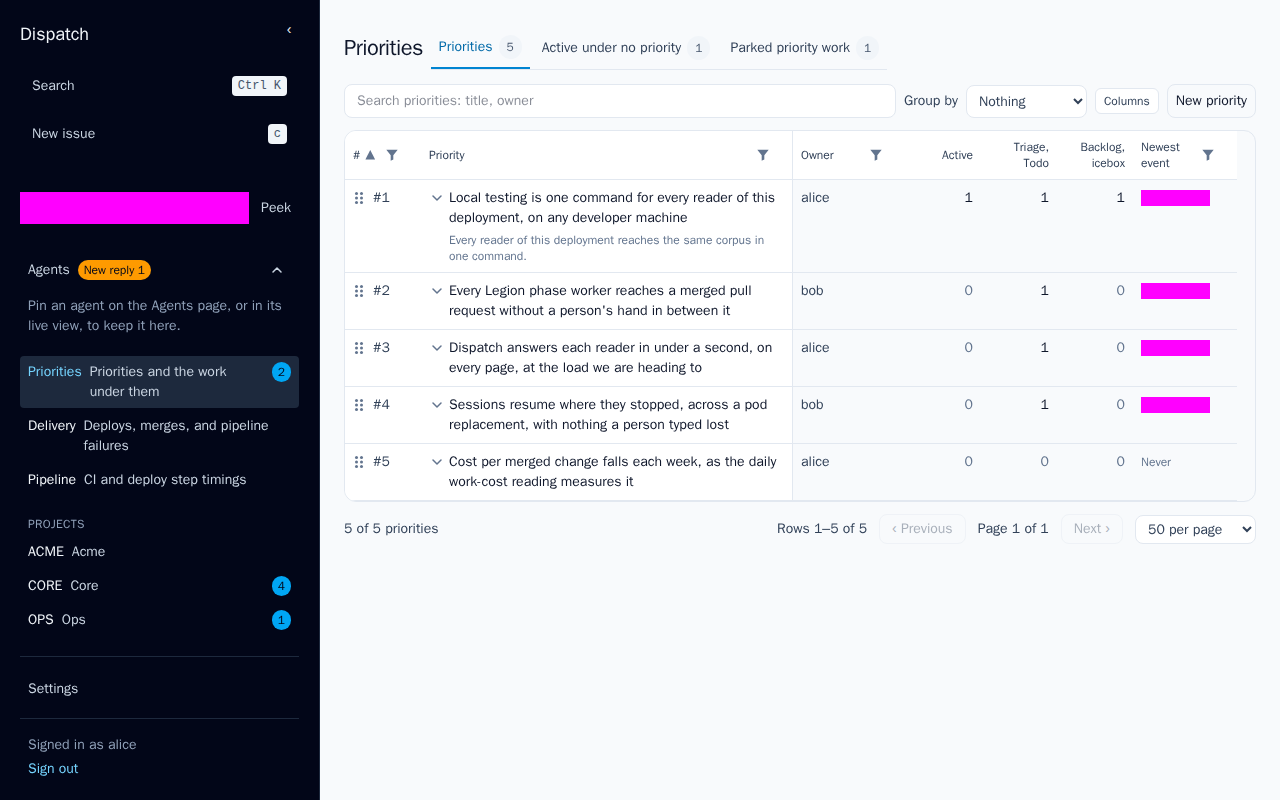 Dispatch
Search
Ctrl K
New issue
C
Peek
Agents
New reply 1
Pin an agent on the Agents page, or in its
live view, to keep it here.
Priorities
Priorities and the work
under them
2
Delivery
Deploys, merges, and pipeline
failures
Pipeline
CI and deploy step timings
PROJECTS
ACME Acme
CORE Core
4
OPS Ops
1
Settings
Signed in as alice
Sign out
Priorities
Priorities 5
Active under no priority 1
Parked priority work 1
Search priorities: title, owner
Group by
Nothing
Columns
New priority
# ▲
Priority
Owner
Active
Triage,
Todo
Backlog,
icebox
Newest
event
#1
Local testing is one command for every reader of this
deployment, on any developer machine
Every reader of this deployment reaches the same corpus in
one command.
alice
1
1
1
#2
Every Legion phase worker reaches a merged pull
request without a person's hand in between it
bob
0
1
0
#3
Dispatch answers each reader in under a second, on
every page, at the load we are heading to
alice
0
1
0
#4
Sessions resume where they stopped, across a pod
replacement, with nothing a person typed lost
bob
0
1
0
#5
Cost per merged change falls each week, as the daily
work-cost reading measures it
alice
0
0
0
Never
5 of 5 priorities
Rows 1–5 of 5
‹ Previous
Page 1 of 1
Next ›
50 per page